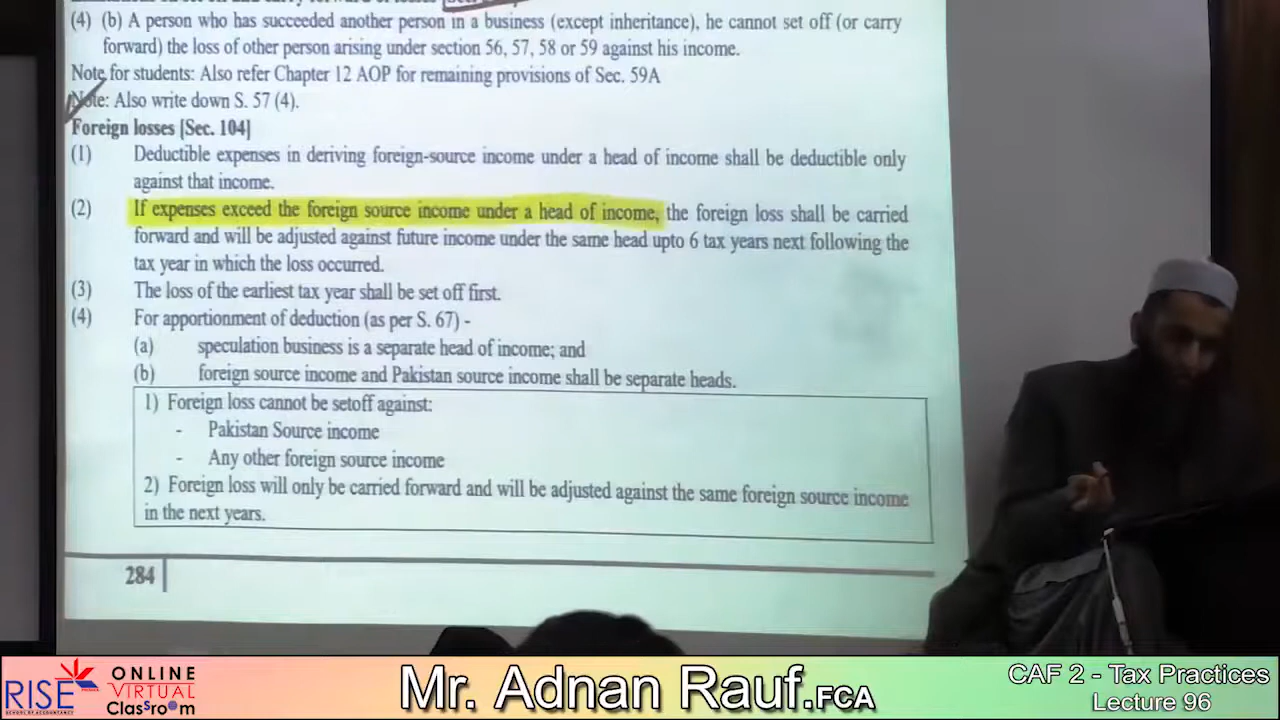 (4) (b) A person who has succeeded another person in a business (except inheritance), he cannot set off (or carry
forward) the loss of other person arising under section 56, 57, 58 or 59 against his income.
Note for students: Also refer Chapter 12 AOP for remaining provisions of Sec. 59A
Note: Also write down S. 57 (4).
Foreign losses [Sec. 104]
(1) Deductible expenses in deriving foreign-source income under a head of income shall be deductible only
against that income.
(2) If expenses exceed the foreign source income under a head of income, the foreign loss shall be carried
forward and will be adjusted against future income under the same head upto 6 tax years next following the
tax year in which the loss occurred.
(3) The loss of the earliest tax year shall be set off first.
(4) For apportionment of deduction (as per S. 67) -
(a) speculation business is a separate head of income; and
(b) foreign source income and Pakistan source income shall be separate heads.
1) Foreign loss cannot be setoff against:
- Pakistan Source income
- Any other foreign source income
2) Foreign loss will only be carried forward and will be adjusted against the same foreign source income
in the next years.
284
RISE
SCHOOL OF ACCOUNTANCY
ONLINE
VIRTUAL
Classroom
Mr. Adnan Rauf.FCA
CAF 2 - Tax Practices
Lecture 96